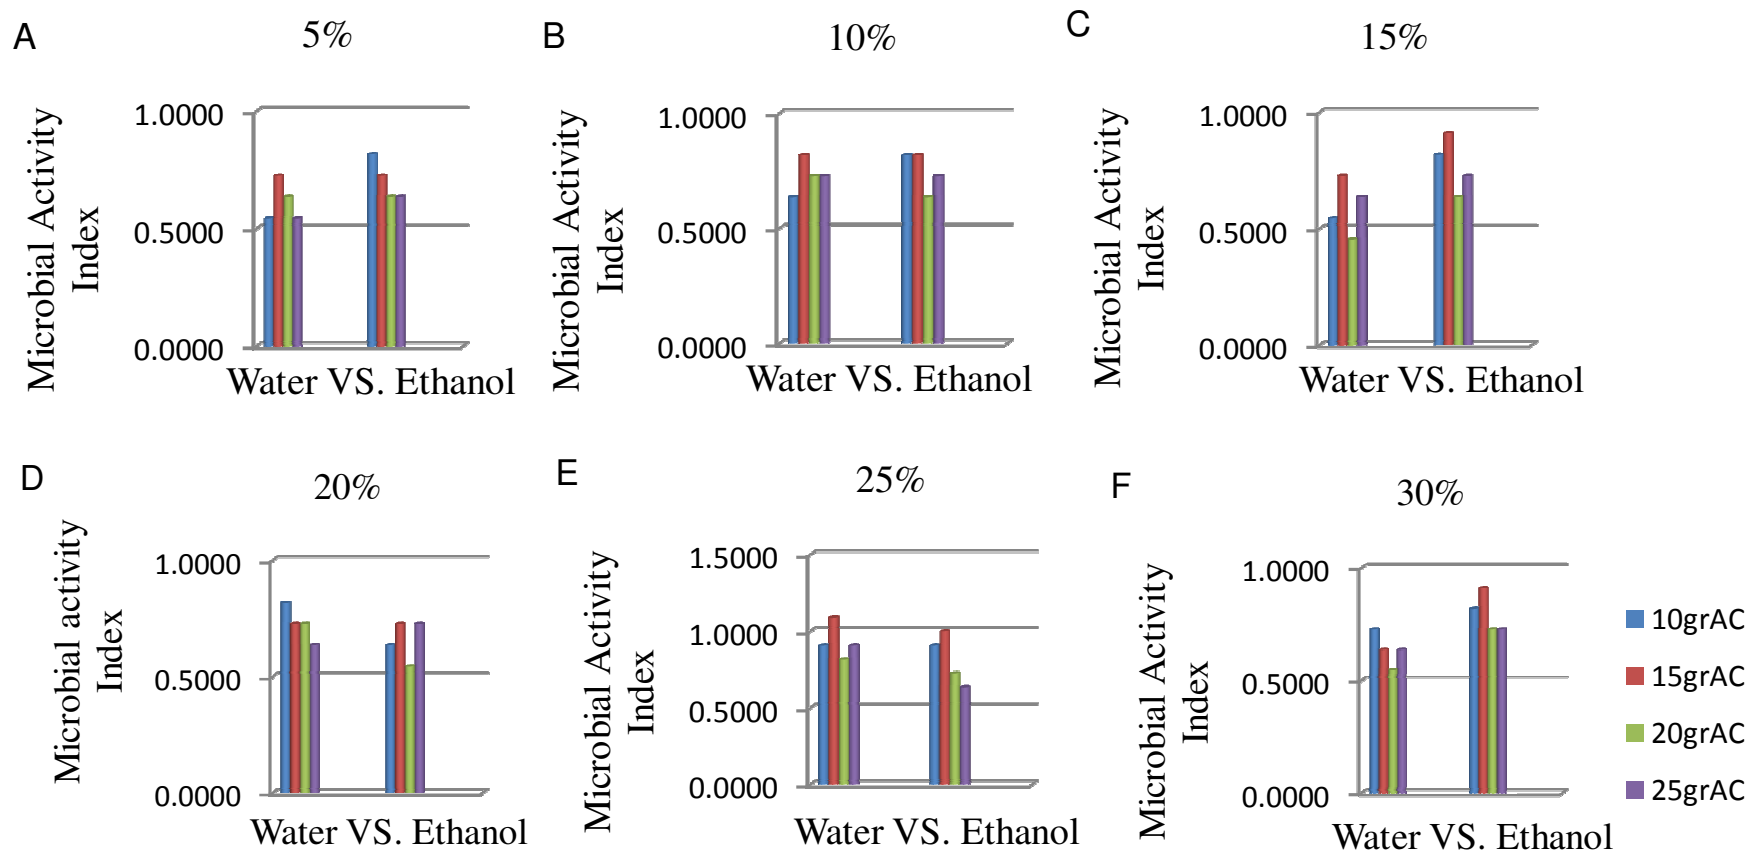 A
5%
Microbial Activity
Index
1.0000
0.5000
0.0000
Water VS. Ethanol
B
10%
Microbial Activity
Index
1.0000
0.5000
0.0000
Water VS. Ethanol
C
15%
Microbial Activity
Index
1.0000
0.5000
0.0000
Water VS. Ethanol
D
20%
Microbial activity
Index
1.0000
0.5000
0.0000
Water VS. Ethanol
E
25%
Microbial Activity
Index
1.5000
1.0000
0.5000
0.0000
Water VS. Ethanol
F
30%
Microbial Activity
Index
1.0000
0.5000
0.0000
Water VS. Ethanol
10grAC
15grAC
20grAC
25grAC